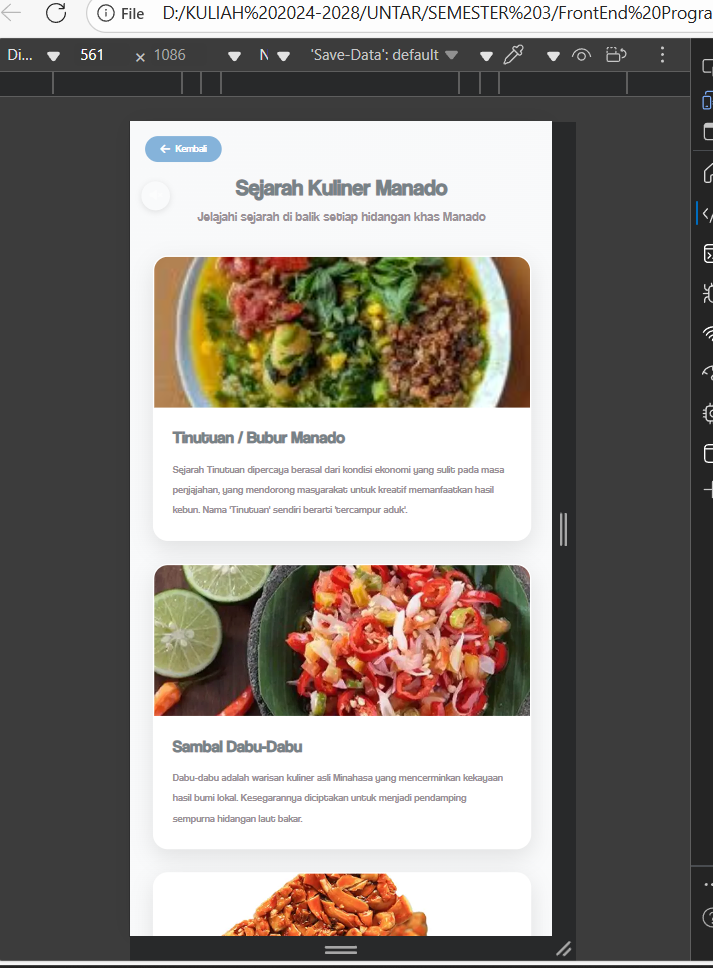 File D:/KULIAH%202024-2028/UNTAR/SEMESTER%203/FrontEnd%20Progra
Di... 561 × 1086 N 'Save-Data': default
← Kembali
Sejarah Kuliner Manado
Jelajahi sejarah di balik setiap hidangan khas Manado
Tinutuan / Bubur Manado
Sejarah Tinutuan dipercaya berasal dari kondisi ekonomi yang sulit pada masa
penjajahan, yang mendorong masyarakat untuk kreatif memanfaatkan hasil
kebun. Nama 'Tinutuan' sendiri berarti 'tercampur aduk'.
Sambal Dabu-Dabu
Dabu-dabu adalah warisan kuliner asli Minahasa yang mencerminkan kekayaan
hasil bumi lokal. Kesegarannya diciptakan untuk menjadi pendamping
sempurna hidangan laut bakar.